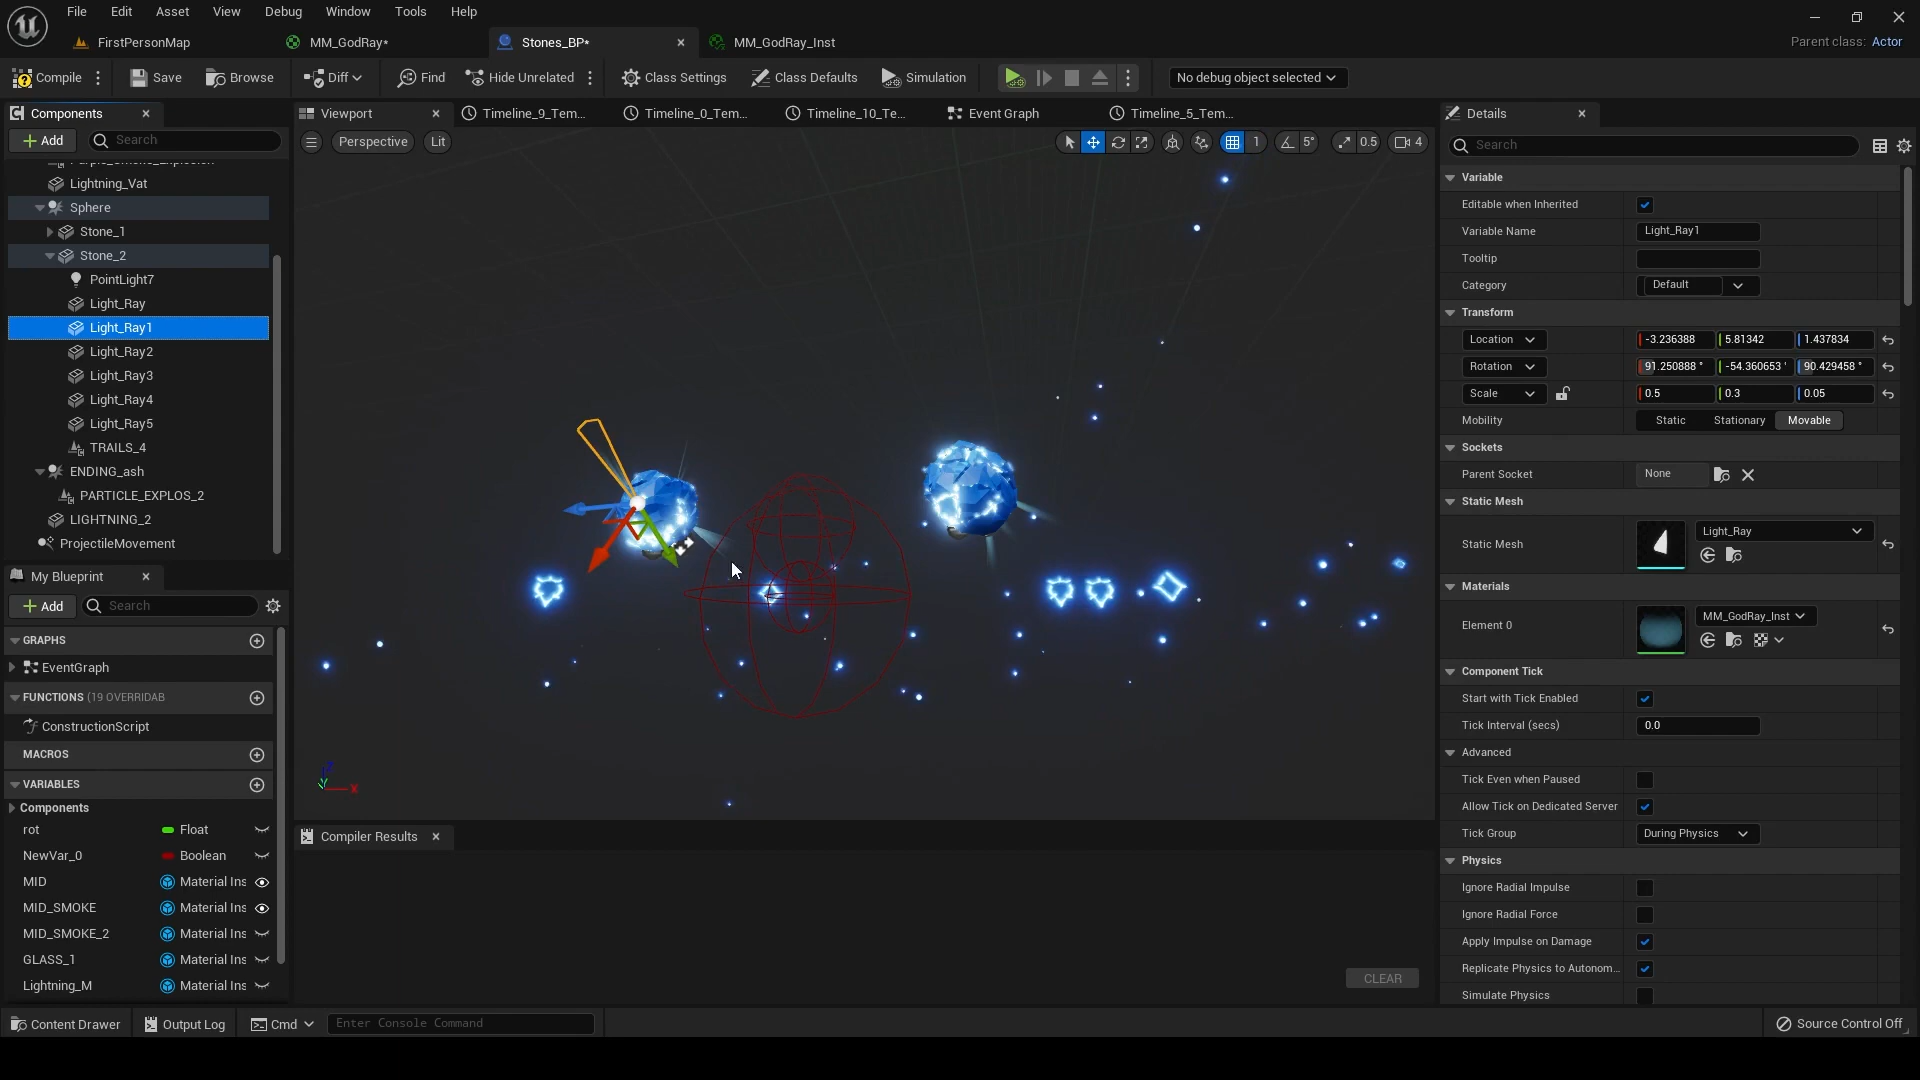 File Edit Asset View Debug Window Tools Help
FirstPersonMap MM_GodRay* Stones_BP* MM_GodRay_Inst
Parent class: Actor
Compile Save Browse Diff Find Hide Unrelated Class Settings Class Defaults Simulation No debug object selected
Components
Add Search
Lightning_Vat
Sphere
Stone_1
Stone_2
PointLight7
Light_Ray
Light_Ray1
Light_Ray2
Light_Ray3
Light_Ray4
Light_Ray5
TRAILS_4
ENDING_ash
PARTICLE_EXPLOS_2
LIGHTNING_2
ProjectileMovement
My Blueprint
Add Search
GRAPHS
EventGraph
FUNCTIONS (19 OVERRIDAB
ConstructionScript
MACROS
VARIABLES
Components
rot Float
NewVar_0 Boolean
MID Material Ins
MID_SMOKE Material Ins
MID_SMOKE_2 Material Ins
GLASS_1 Material Ins
Lightning_M Material Ins
Viewport Timeline_9_Tem... Timeline_0_Tem... Timeline_10_Te... Event Graph Timeline_5_Tem...
Perspective Lit 1 5° 0.5 4
Z
X
Compiler Results
CLEAR
Details
Search
Variable
Editable when Inherited
Variable Name Light_Ray1
Tooltip
Category Default
Transform
Location -3.236388 5.81342 1.437834
Rotation 91.250888 ° -54.360653 ° 90.429458 °
Scale 0.5 0.3 0.05
Mobility Static Stationary Movable
Sockets
Parent Socket None
Static Mesh
Static Mesh Light_Ray
Materials
Element 0 MM_GodRay_Inst
Component Tick
Start with Tick Enabled
Tick Interval (secs) 0.0
Advanced
Tick Even when Paused
Allow Tick on Dedicated Server
Tick Group During Physics
Physics
Ignore Radial Impulse
Ignore Radial Force
Apply Impulse on Damage
Replicate Physics to Autonom...
Simulate Physics
Content Drawer Output Log Cmd Enter Console Command Source Control Off